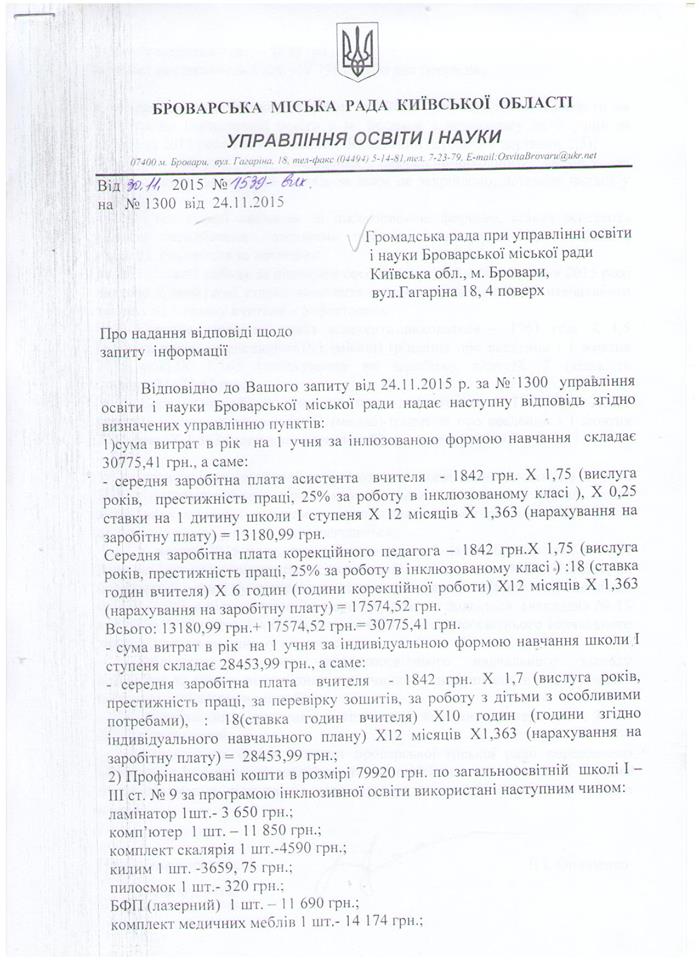 БРОВАРСЬКА МІСЬКА РАДА КИЇВСЬКОЇ ОБЛАСТІ
УПРАВЛІННЯ ОСВІТИ І НАУКИ
07400 м. Бровари, вул. Гагаріна, 18, тел-факс (04494) 5-14-81,тел. 7-23-79, E-mail:OsvitaBrovaru@ukr.net
Від 30.11 2015 № 1539- вих.
на № 1300 від 24.11.2015
Громадська рада при управлінні освіти
і науки Броварської міської ради
Київська обл., м. Бровари,
вул.Гагаріна 18, 4 поверх
Про надання відповіді щодо
запиту інформації
Відповідно до Вашого запиту від 24.11.2015 р. за № 1300 управління
освіти і науки Броварської міської ради надає наступну відповідь згідно
визначених управлінню пунктів:
1)сума витрат в рік на 1 учня за інлюзованою формою навчання складає
30775,41 грн., а саме:
- середня заробітна плата асистента вчителя - 1842 грн. Х 1,75 (вислуга
років, престижність праці, 25% за роботу в інклюзованому класі ), Х 0,25
ставки на 1 дитину школи І ступеня Х 12 місяців Х 1,363 (нарахування на
заробітну плату) = 13180,99 грн.
Середня заробітна плата корекційного педагога – 1842 грн.Х 1,75 (вислуга
років, престижність праці, 25% за роботу в інклюзованому класі ) :18 (ставка
годин вчителя) Х 6 годин (години корекційної роботи) Х12 місяців Х 1,363
(нарахування на заробітну плату) = 17574,52 грн.
Всього: 13180,99 грн.+ 17574,52 грн.= 30775,41 грн.
- сума витрат в рік на 1 учня за індивідуальною формою навчання школи І
ступеня складає 28453,99 грн., а саме:
- середня заробітна плата вчителя - 1842 грн. Х 1,7 (вислуга років,
престижність праці, за перевірку зошитів, за роботу з дітьми з особливими
потребами), : 18(ставка годин вчителя) Х10 годин (години згідно
індивідуального навчального плану) Х12 місяців Х1,363 (нарахування на
заробітну плату) = 28453,99 грн.;
2) Профінансовані кошти в розмірі 79920 грн. по загальноосвітній школі І –
ІІІ ст. № 9 за програмою інклюзивної освіти використані наступним чином:
ламінатор 1шт.- 3 650 грн.;
комп’ютер 1 шт. – 11 850 грн.;
комплект скалярія 1 шт.-4590 грн.;
килим 1 шт. -3659, 75 грн.;
пилосмок 1 шт.- 320 грн.;
БФП (лазерний) 1 шт. – 11 690 грн.;
комплект медичних меблів 1 шт.- 14 174 грн.;